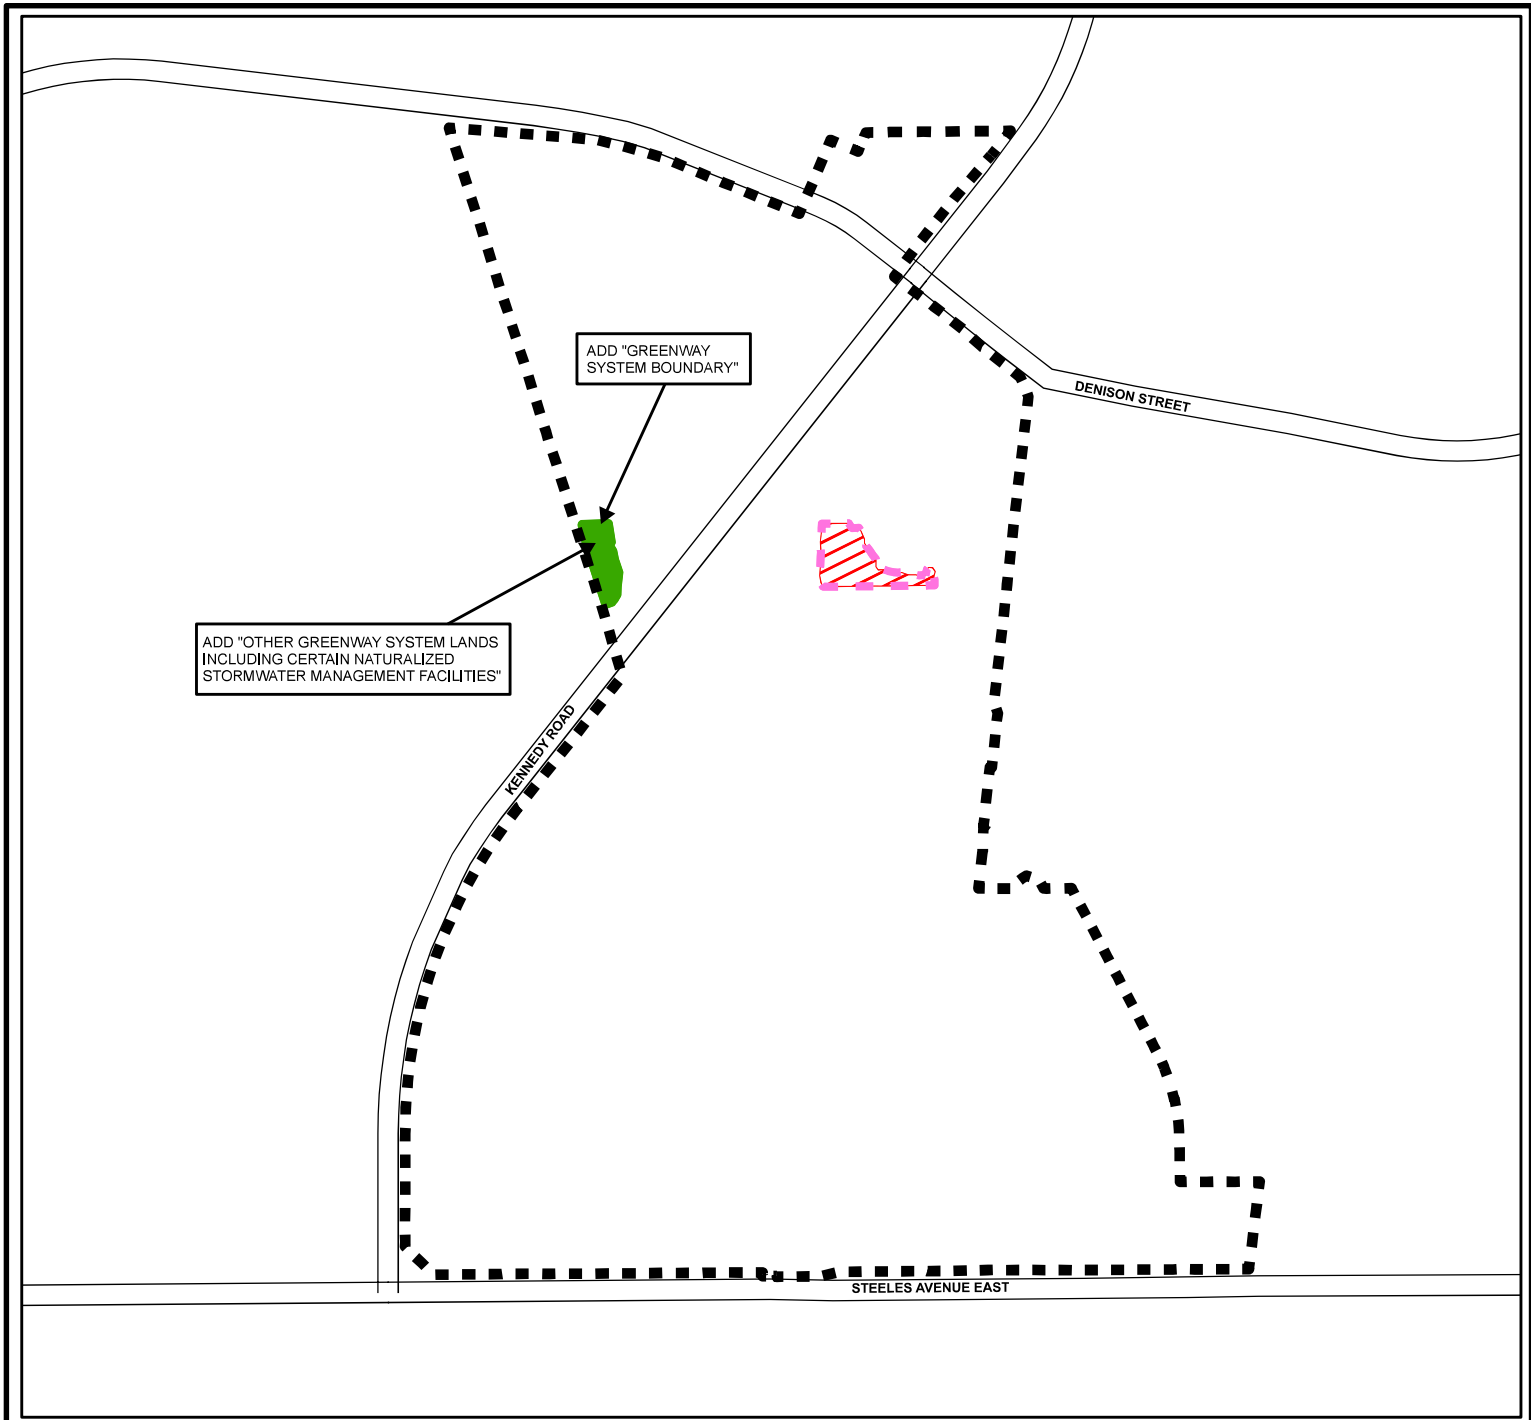 ADD "GREENWAY
SYSTEM BOUNDARY"
DENISON STREET
ADD "OTHER GREENWAY SYSTEM LANDS
INCLUDING CERTAIN NATURALIZED
STORMWATER MANAGEMENT FACILITIES"
KENNEDY ROAD
STEELES AVENUE EAST